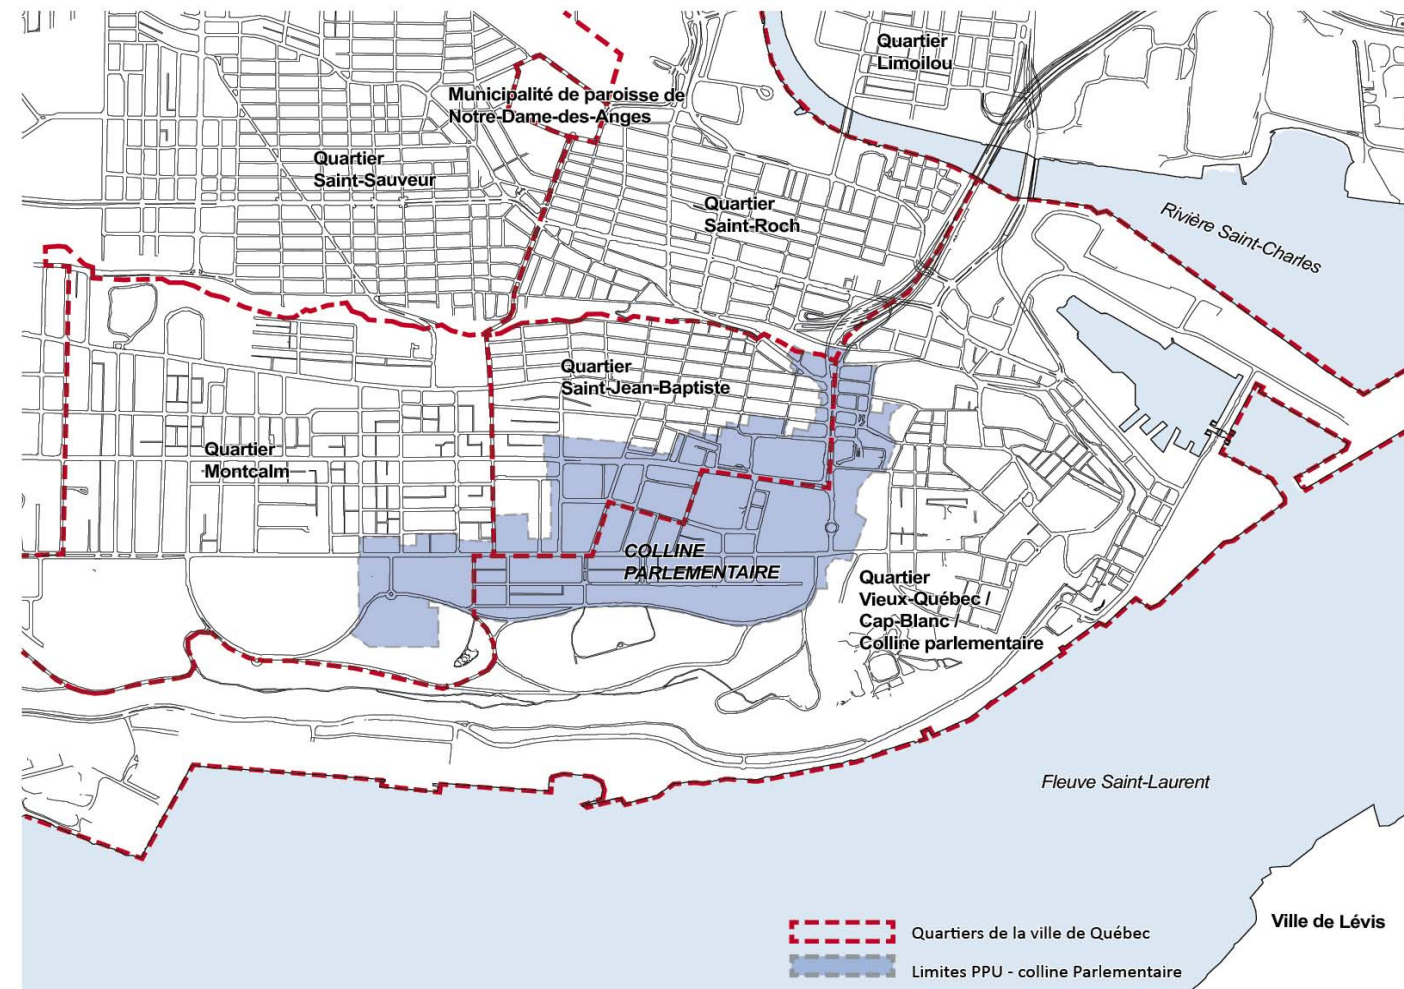 Quartier
Limoilou
Municipalité de paroisse de
Notre-Dame-des-Anges
Quartier
Saint-Sauveur
Quartier
Saint-Roch
Rivière Saint-Charles
Quartier
Saint-Jean-Baptiste
Quartier
Montcalm
COLLINE
PARLEMENTAIRE
Quartier
Vieux-Québec /
Cap-Blanc /
Colline parlementaire
Fleuve Saint-Laurent
Ville de Lévis
Quartiers de la ville de Québec
Limites PPU - colline Parlementaire